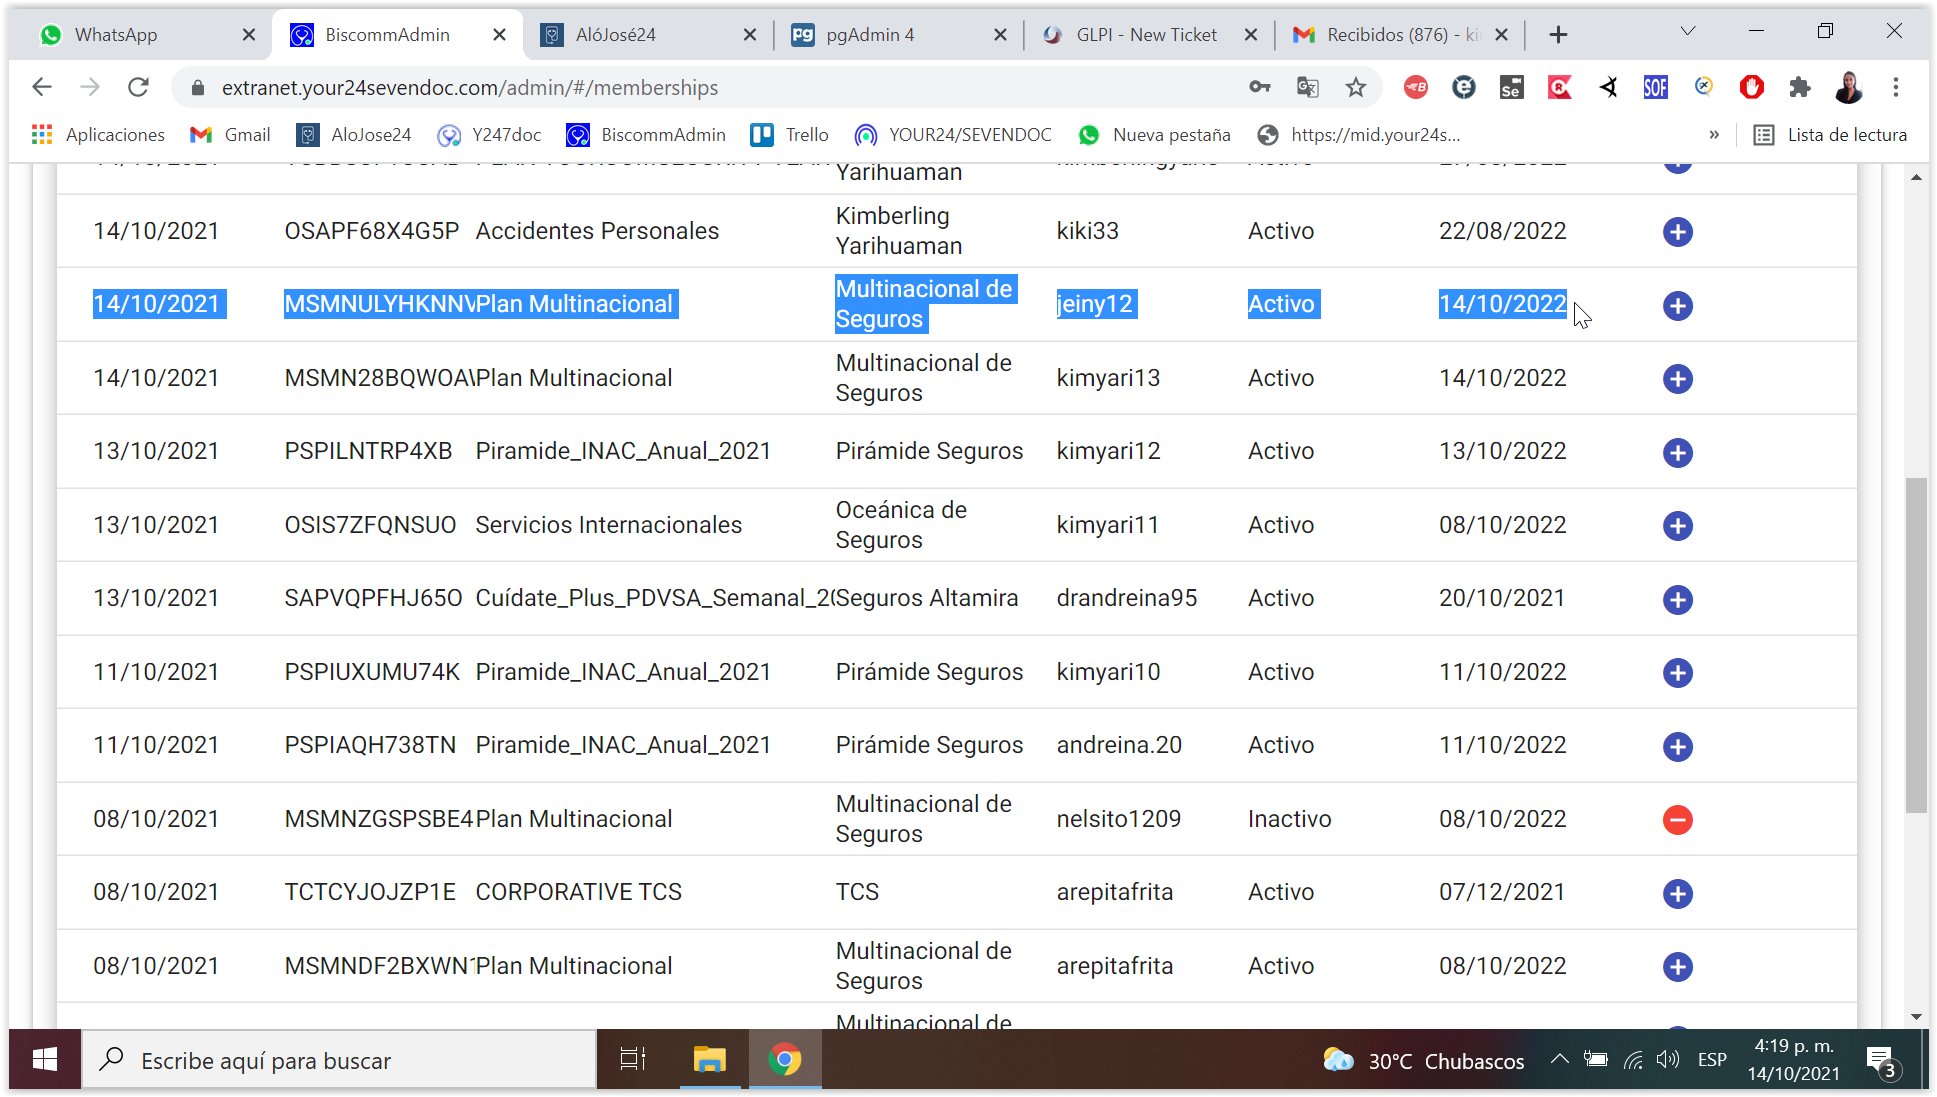 WhatsApp
BiscommAdmin
AlóJosé24
pgAdmin 4
GLPI - New Ticket
Recibidos (876) - ki
extranet.your24sevendoc.com/admin/#/memberships
Aplicaciones
Gmail
AloJose24
Y247doc
BiscommAdmin
Trello
YOUR24/SEVENDOC
Nueva pestaña
https://mid.your24s...
»
Lista de lectura
Yarihuaman
14/10/2021 OSAPF68X4G5P Accidentes Personales Kimberling Yarihuaman kiki33 Activo 22/08/2022
14/10/2021 MSMNULYHKNNV Plan Multinacional Multinacional de Seguros jeiny12 Activo 14/10/2022
14/10/2021 MSMN28BQWOA Plan Multinacional Multinacional de Seguros kimyari13 Activo 14/10/2022
13/10/2021 PSPILNTRP4XB Piramide_INAC_Anual_2021 Pirámide Seguros kimyari12 Activo 13/10/2022
13/10/2021 OSIS7ZFQNSUO Servicios Internacionales Oceánica de Seguros kimyari11 Activo 08/10/2022
13/10/2021 SAPVQPFHJ65O Cuídate_Plus_PDVSA_Semanal_2 Seguros Altamira drandreina95 Activo 20/10/2021
11/10/2021 PSPIUXUMU74K Piramide_INAC_Anual_2021 Pirámide Seguros kimyari10 Activo 11/10/2022
11/10/2021 PSPIAQH738TN Piramide_INAC_Anual_2021 Pirámide Seguros andreina.20 Activo 11/10/2022
08/10/2021 MSMNZGSPSBE4 Plan Multinacional Multinacional de Seguros nelsito1209 Inactivo 08/10/2022
08/10/2021 TCTCYJOJZP1E CORPORATIVE TCS TCS arepitafrita Activo 07/12/2021
08/10/2021 MSMNDF2BXWN1 Plan Multinacional Multinacional de Seguros arepitafrita Activo 08/10/2022
Multinacional de
Escribe aquí para buscar
30°C Chubascos
ESP
4:19 p. m.
14/10/2021
3